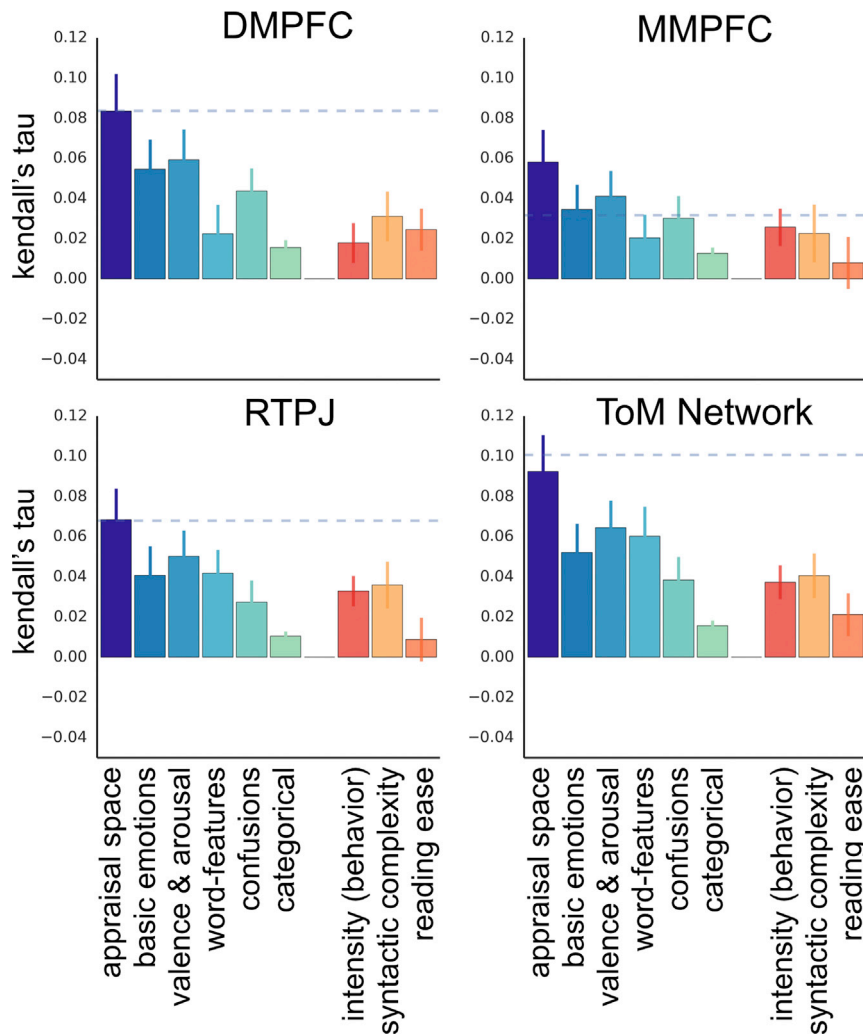 DMPFC
MMPFC
kendall's tau
0.12
0.10
0.08
0.06
0.04
0.02
0.00
−0.02
−0.04
0.12
0.10
0.08
0.06
0.04
0.02
0.00
−0.02
−0.04
RTPJ
ToM Network
kendall's tau
0.12
0.10
0.08
0.06
0.04
0.02
0.00
−0.02
−0.04
0.12
0.10
0.08
0.06
0.04
0.02
0.00
−0.02
−0.04
appraisal space
basic emotions
valence & arousal
word-features
confusions
categorical
intensity (behavior)
syntactic complexity
reading ease
appraisal space
basic emotions
valence & arousal
word-features
confusions
categorical
intensity (behavior)
syntactic complexity
reading ease